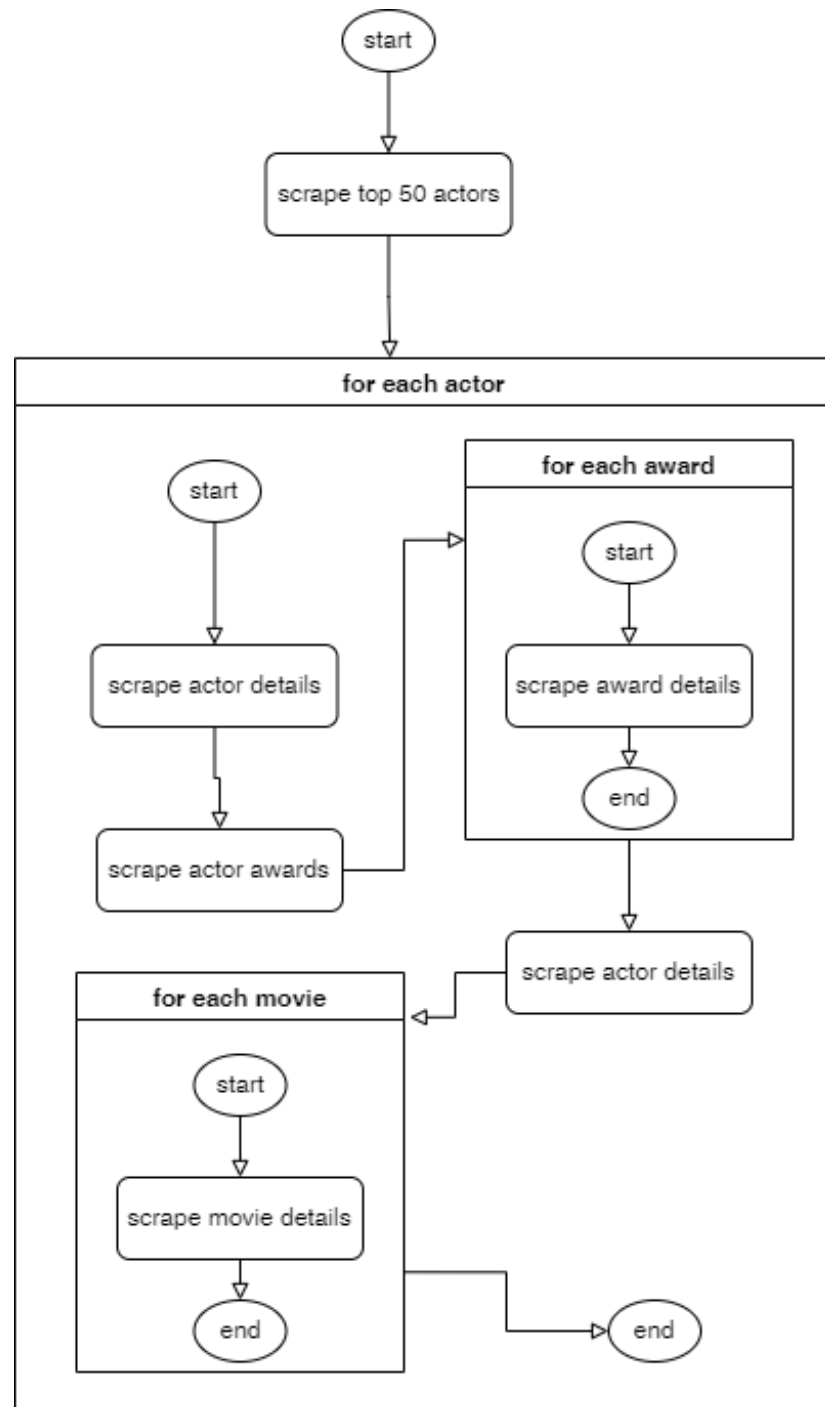 start
scrape top 50 actors
for each actor
start
scrape actor details
scrape actor awards
for each award
start
scrape award details
end
scrape actor details
for each movie
start
scrape movie details
end
end